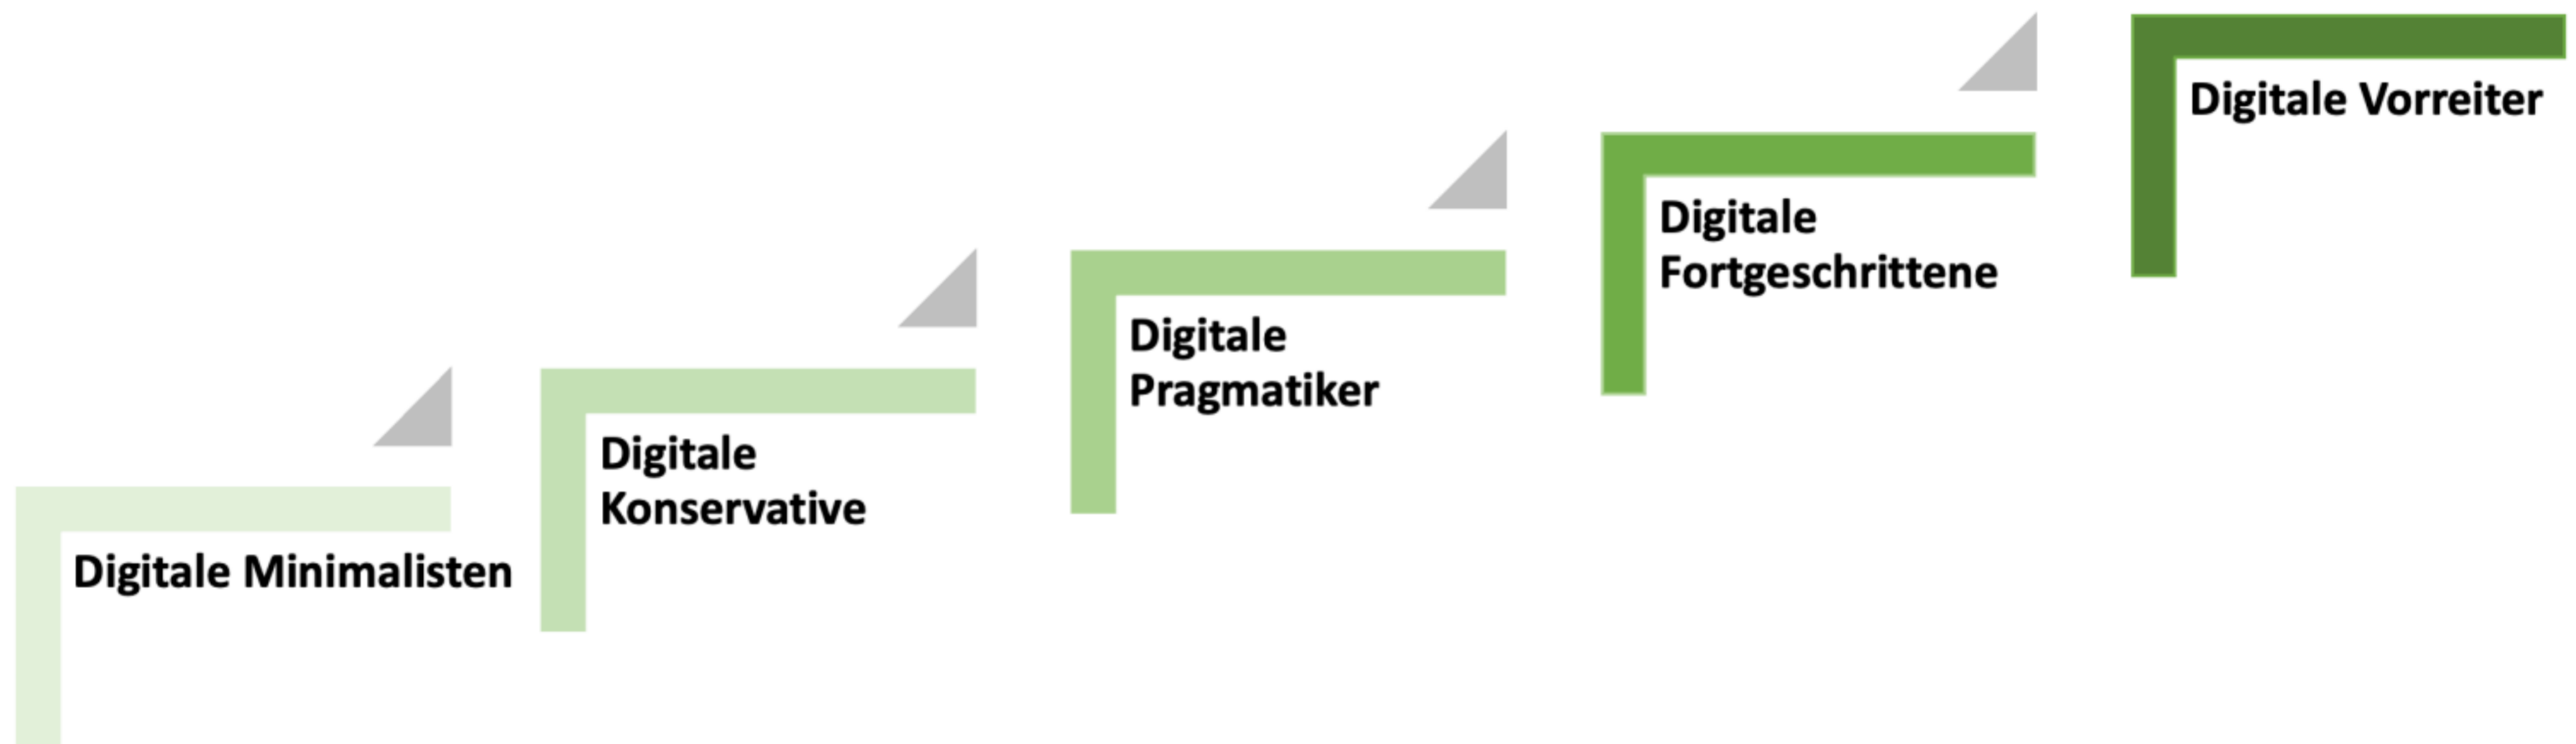 Digitale Minimalisten
Digitale
Konservative
Digitale
Pragmatiker
Digitale
Fortgeschrittene
Digitale Vorreiter